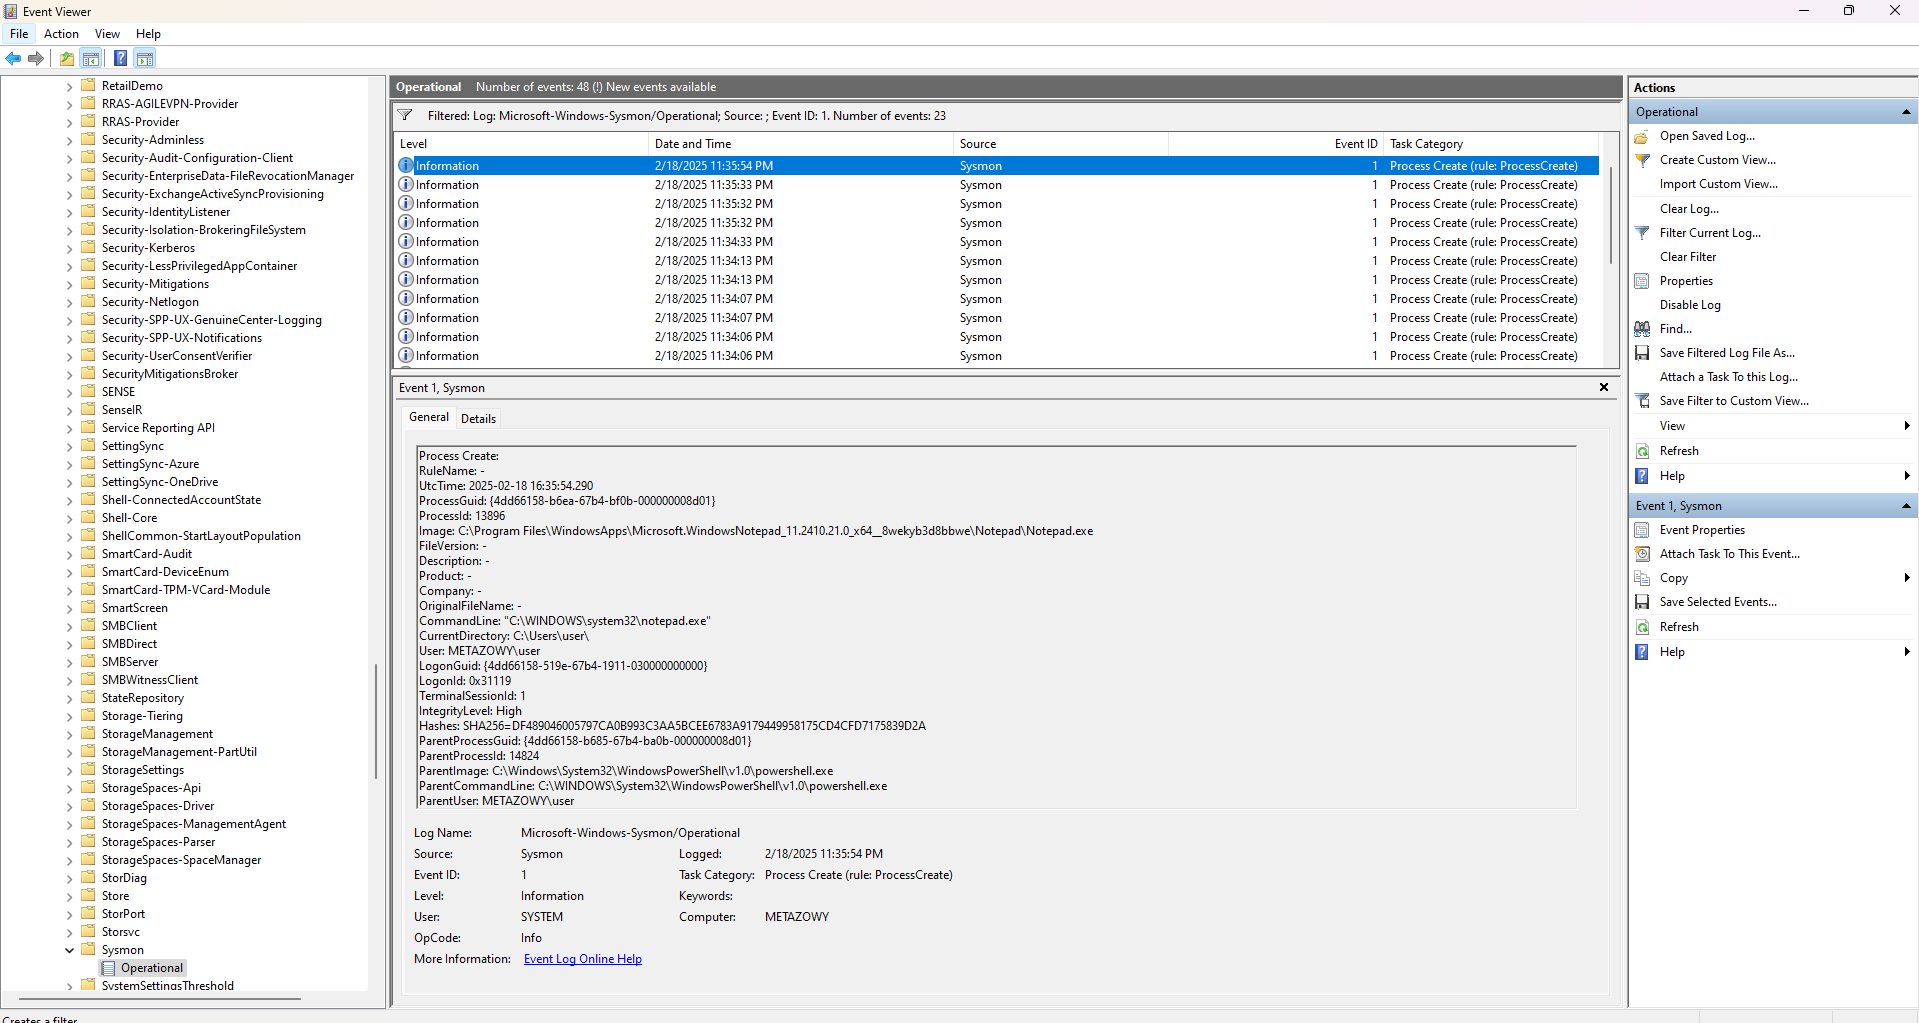 Event Viewer
File Action View Help
RetailDemo
RRAS-AGILEVPN-Provider
RRAS-Provider
Security-Adminless
Security-Audit-Configuration-Client
Security-EnterpriseData-FileRevocationManager
Security-ExchangeActiveSyncProvisioning
Security-IdentityListener
Security-Isolation-BrokeringFileSystem
Security-Kerberos
Security-LessPrivilegedAppContainer
Security-Mitigations
Security-Netlogon
Security-SPP-UX-GenuineCenter-Logging
Security-SPP-UX-Notifications
Security-UserConsentVerifier
SecurityMitigationsBroker
SENSE
SenseIR
Service Reporting API
SettingSync
SettingSync-Azure
SettingSync-OneDrive
Shell-ConnectedAccountState
Shell-Core
ShellCommon-StartLayoutPopulation
SmartCard-Audit
SmartCard-DeviceEnum
SmartCard-TPM-VCard-Module
SmartScreen
SMBClient
SMBDirect
SMBServer
SMBWitnessClient
StateRepository
Storage-Tiering
StorageManagement
StorageManagement-PartUtil
StorageSettings
StorageSpaces-Api
StorageSpaces-Driver
StorageSpaces-ManagementAgent
StorageSpaces-Parser
StorageSpaces-SpaceManager
StorDiag
Store
StorPort
Storsvc
Sysmon
Operational
SystemSettingsThreshold
Operational Number of events: 48 (!) New events available
Filtered: Log: Microsoft-Windows-Sysmon/Operational; Source: ; Event ID: 1. Number of events: 23
Level Date and Time Source Event ID Task Category
Information 2/18/2025 11:35:54 PM Sysmon 1 Process Create (rule: ProcessCreate)
Information 2/18/2025 11:35:33 PM Sysmon 1 Process Create (rule: ProcessCreate)
Information 2/18/2025 11:35:32 PM Sysmon 1 Process Create (rule: ProcessCreate)
Information 2/18/2025 11:35:32 PM Sysmon 1 Process Create (rule: ProcessCreate)
Information 2/18/2025 11:34:33 PM Sysmon 1 Process Create (rule: ProcessCreate)
Information 2/18/2025 11:34:13 PM Sysmon 1 Process Create (rule: ProcessCreate)
Information 2/18/2025 11:34:13 PM Sysmon 1 Process Create (rule: ProcessCreate)
Information 2/18/2025 11:34:07 PM Sysmon 1 Process Create (rule: ProcessCreate)
Information 2/18/2025 11:34:07 PM Sysmon 1 Process Create (rule: ProcessCreate)
Information 2/18/2025 11:34:06 PM Sysmon 1 Process Create (rule: ProcessCreate)
Information 2/18/2025 11:34:06 PM Sysmon 1 Process Create (rule: ProcessCreate)
Event 1, Sysmon
General Details
Process Create:
RuleName: -
UtcTime: 2025-02-18 16:35:54.290
ProcessGuid: {4dd66158-b6ea-67b4-bf0b-000000008d01}
ProcessId: 13896
Image: C:\Program Files\WindowsApps\Microsoft.WindowsNotepad_11.2410.21.0_x64__8wekyb3d8bbwe\Notepad\Notepad.exe
FileVersion: -
Description: -
Product: -
Company: -
OriginalFileName: -
CommandLine: "C:\WINDOWS\system32\notepad.exe"
CurrentDirectory: C:\Users\user\
User: METAZOWY\user
LogonGuid: {4dd66158-519e-67b4-1911-030000000000}
LogonId: 0x31119
TerminalSessionId: 1
IntegrityLevel: High
Hashes: SHA256=DF489046005797CA0B993C3AA5BCEE6783A9179449958175CD4CFD7175839D2A
ParentProcessGuid: {4dd66158-b685-67b4-ba0b-000000008d01}
ParentProcessId: 14824
ParentImage: C:\Windows\System32\WindowsPowerShell\v1.0\powershell.exe
ParentCommandLine: C:\WINDOWS\System32\WindowsPowerShell\v1.0\powershell.exe
ParentUser: METAZOWY\user
Log Name: Microsoft-Windows-Sysmon/Operational
Source: Sysmon Logged: 2/18/2025 11:35:54 PM
Event ID: 1 Task Category: Process Create (rule: ProcessCreate)
Level: Information Keywords:
User: SYSTEM Computer: METAZOWY
OpCode: Info
More Information: Event Log Online Help
Actions
Operational
Open Saved Log...
Create Custom View...
Import Custom View...
Clear Log...
Filter Current Log...
Clear Filter
Properties
Disable Log
Find...
Save Filtered Log File As...
Attach a Task To this Log...
Save Filter to Custom View...
View
Refresh
Help
Event 1, Sysmon
Event Properties
Attach Task To This Event...
Copy
Save Selected Events...
Refresh
Help
Creates a filter.